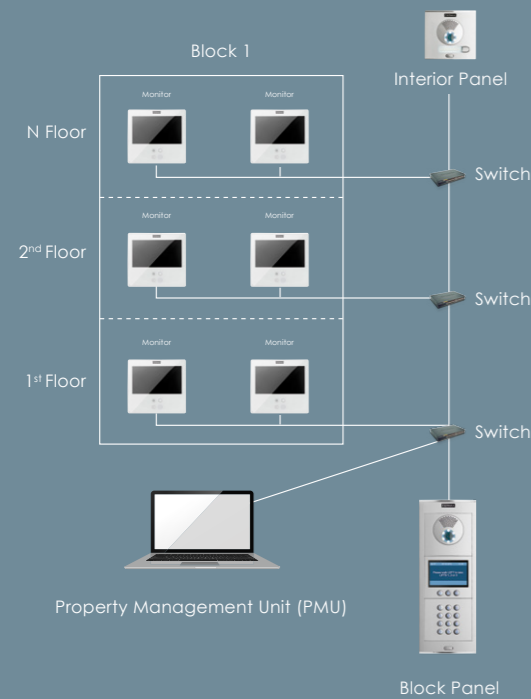 Block 1
Interior Panel
Monitor Monitor
N Floor
Switch
Monitor Monitor
2nd Floor
Switch
Monitor Monitor
1st Floor
Switch
Property Management Unit (PMU)
Block Panel